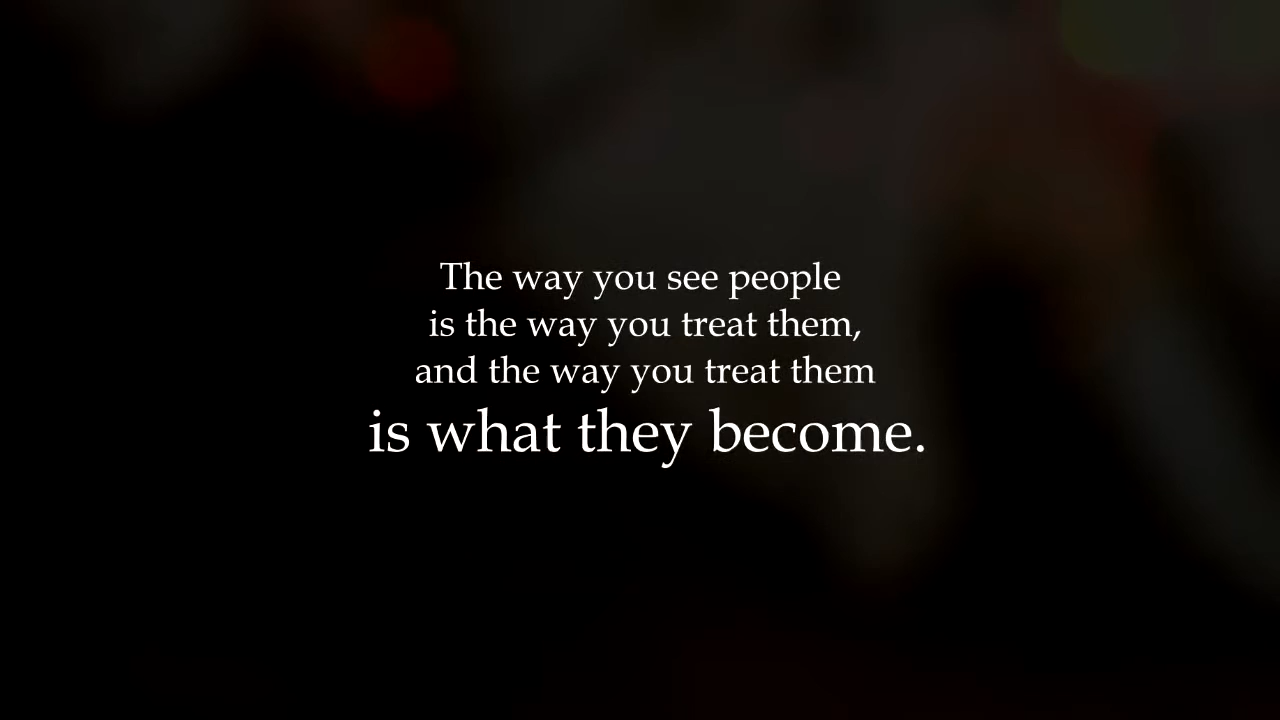 The way you see people
is the way you treat them,
and the way you treat them
is what they become.